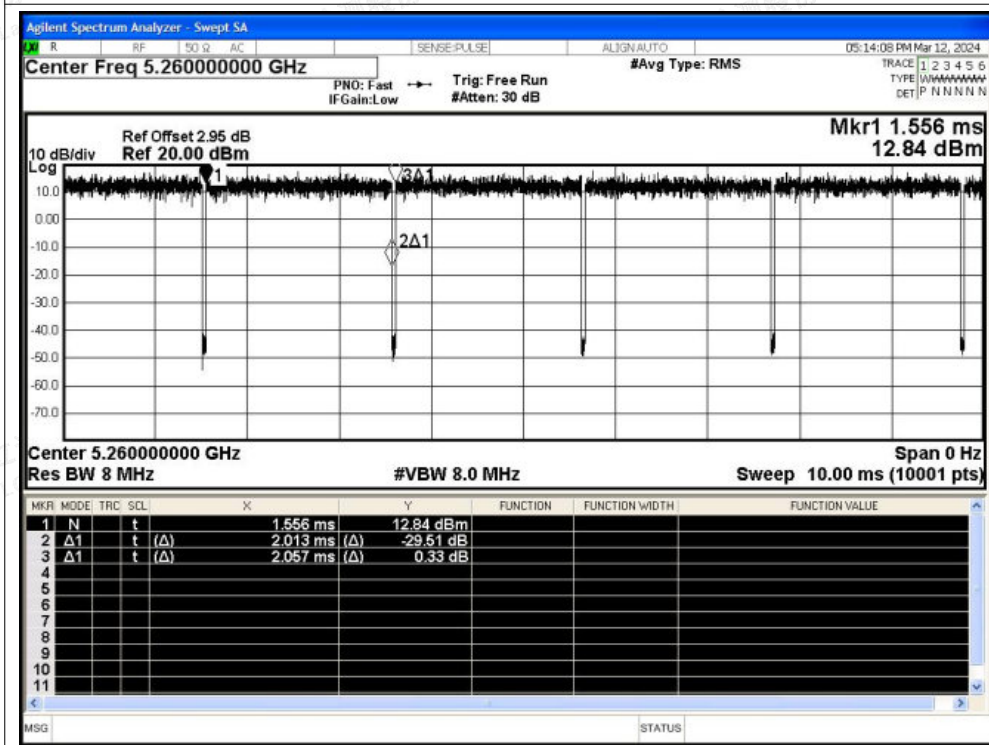 Agilent Spectrum Analyzer - Swept SA
R RF 50 Ω AC SENSE:PULSE ALIGN AUTO 05:14:08 PM Mar 12, 2024
Center Freq 5.260000000 GHz #Avg Type: RMS TRACE 1 2 3 4 5 6
PNO: Fast Trig: Free Run TYPE
IFGain:Low #Atten: 30 dB DET P N N N N N
Mkr1 1.556 ms
Ref Offset 2.95 dB
10 dB/div Ref 20.00 dBm 12.84 dBm
Log
1 3Δ1
10.0
0.00
2Δ1
-10.0
-20.0
-30.0
-40.0
-50.0
-60.0
-70.0
Center 5.260000000 GHz Span 0 Hz
Res BW 8 MHz #VBW 8.0 MHz Sweep 10.00 ms (10001 pts)
MKR MODE TRC SCL X Y FUNCTION FUNCTION WIDTH FUNCTION VALUE
1 N t 1.556 ms 12.84 dBm
2 Δ1 t (Δ) 2.013 ms (Δ) -29.51 dB
3 Δ1 t (Δ) 2.057 ms (Δ) 0.33 dB
4
5
6
7
8
9
10
11
MSG STATUS